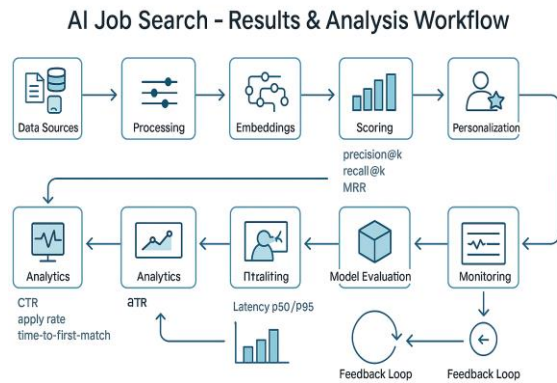 AI Job Search - Results & Analysis Workflow
Data Sources
Processing
Embeddings
Scoring
Personalization
precision@k
recall@k
MRR
Analytics
Analytics
Model Evaluation
Monitoring
CTR
apply rate
time-to-first-match
Latency p50/P95
Feedback Loop
Feedback Loop